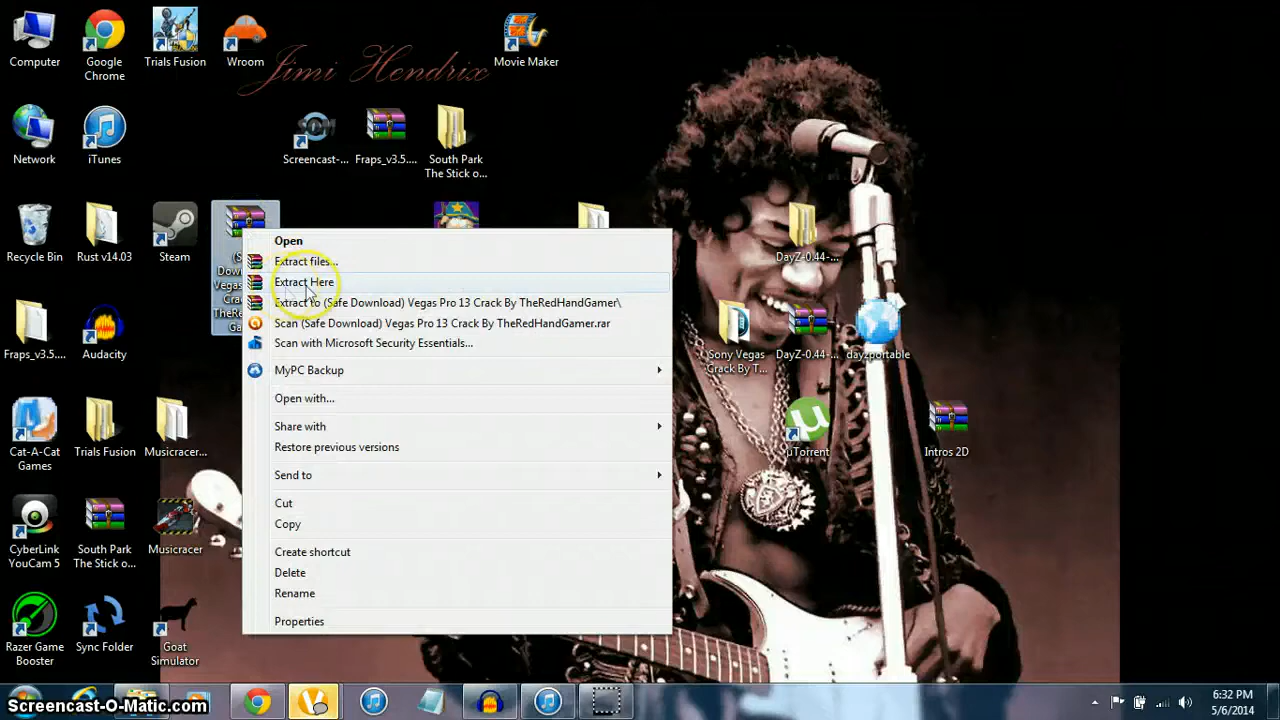 Computer
Google
Chrome
Trials Fusion
Wroom
Jimi Hendrix
Movie Maker
Network
iTunes
Screencast-...
Fraps_v3.5....
South Park
The Stick o...
Recycle Bin
Rust v14.03
Steam
DayZ-0.44-...
Open
Extract files...
Extract Here
Extract to (Safe Download) Vegas Pro 13 Crack By TheRedHandGamer\
Scan (Safe Download) Vegas Pro 13 Crack By TheRedHandGamer.rar
Scan with Microsoft Security Essentials...
MyPC Backup
Open with...
Share with
Restore previous versions
Send to
Cut
Copy
Create shortcut
Delete
Rename
Properties
Fraps_v3.5....
Audacity
Sony Vegas
Crack By T...
DayZ-0.44-...
dayzportable
Cat-A-Cat
Games
Trials Fusion
Musicracer...
µTorrent
Intros 2D
CyberLink
YouCam 5
South Park
The Stick o...
Musicracer
Razer Game
Booster
Sync Folder
Goat
Simulator
Screencast-O-Matic.com
6:32 PM
5/6/2014